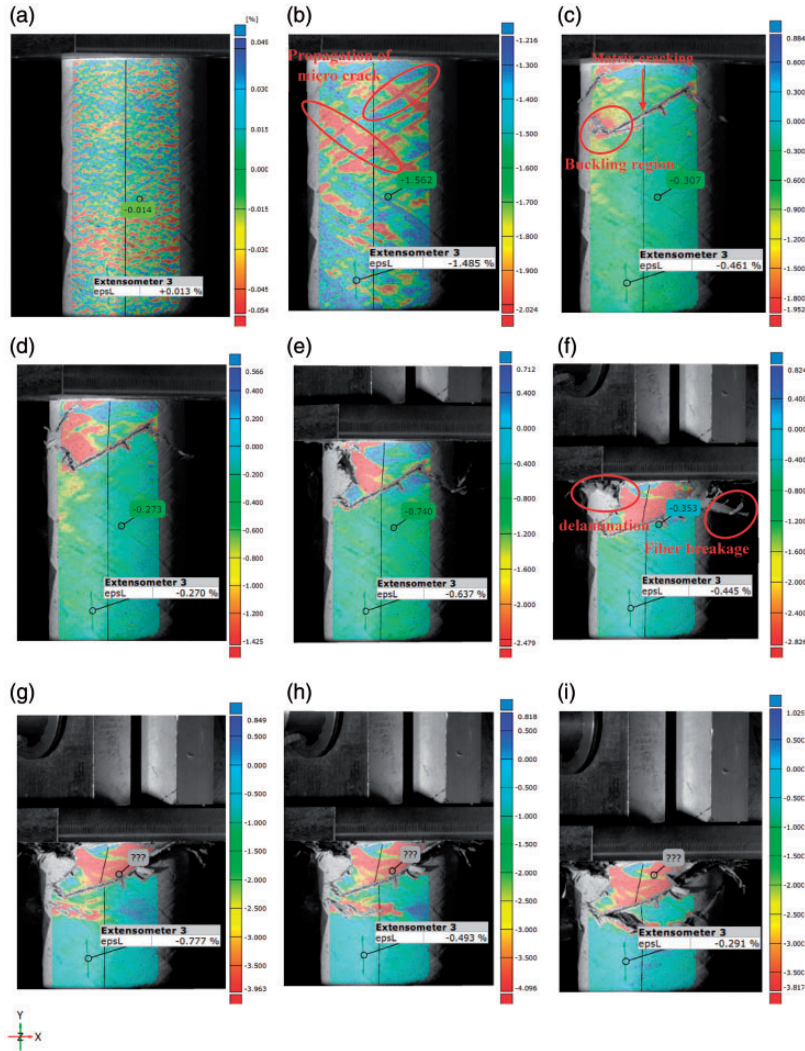 (a)
[%]
0.045
0.030
0.015
0.000
-0.015
-0.030
-0.045
-0.054
-0.014
Extensometer 3
epsL +0.013 %
(b)
-1.216
-1.300
-1.400
-1.500
-1.600
-1.700
-1.800
-1.900
-2.024
Propagation of
micro crack
-1.562
Extensometer 3
epsL -1.485 %
(c)
0.884
0.600
0.300
0.000
-0.300
-0.600
-0.900
-1.200
-1.500
-1.800
-1.952
Matrix cracking
Buckling region
-0.307
Extensometer 3
epsL -0.461 %
(d)
0.566
0.400
0.200
0.000
-0.200
-0.400
-0.600
-0.800
-1.000
-1.200
-1.425
-0.273
Extensometer 3
epsL -0.270 %
(e)
0.712
0.400
0.000
-0.400
-0.800
-1.200
-1.600
-2.000
-2.479
-0.740
Extensometer 3
epsL -0.637 %
(f)
0.824
0.400
0.000
-0.400
-0.800
-1.200
-1.600
-2.000
-2.400
-2.826
delamination
-0.353
Fiber breakage
Extensometer 3
epsL -0.445 %
(g)
0.849
0.500
0.000
-0.500
-1.000
-1.500
-2.000
-2.500
-3.000
-3.500
-3.963
???
Extensometer 3
epsL -0.777 %
(h)
0.818
0.500
0.000
-0.500
-1.000
-1.500
-2.000
-2.500
-3.000
-3.500
-4.096
???
Extensometer 3
epsL -0.493 %
(i)
1.025
0.500
0.000
-0.500
-1.000
-1.500
-2.000
-2.500
-3.000
-3.500
-3.817
???
Extensometer 3
epsL -0.291 %
Y
Z X